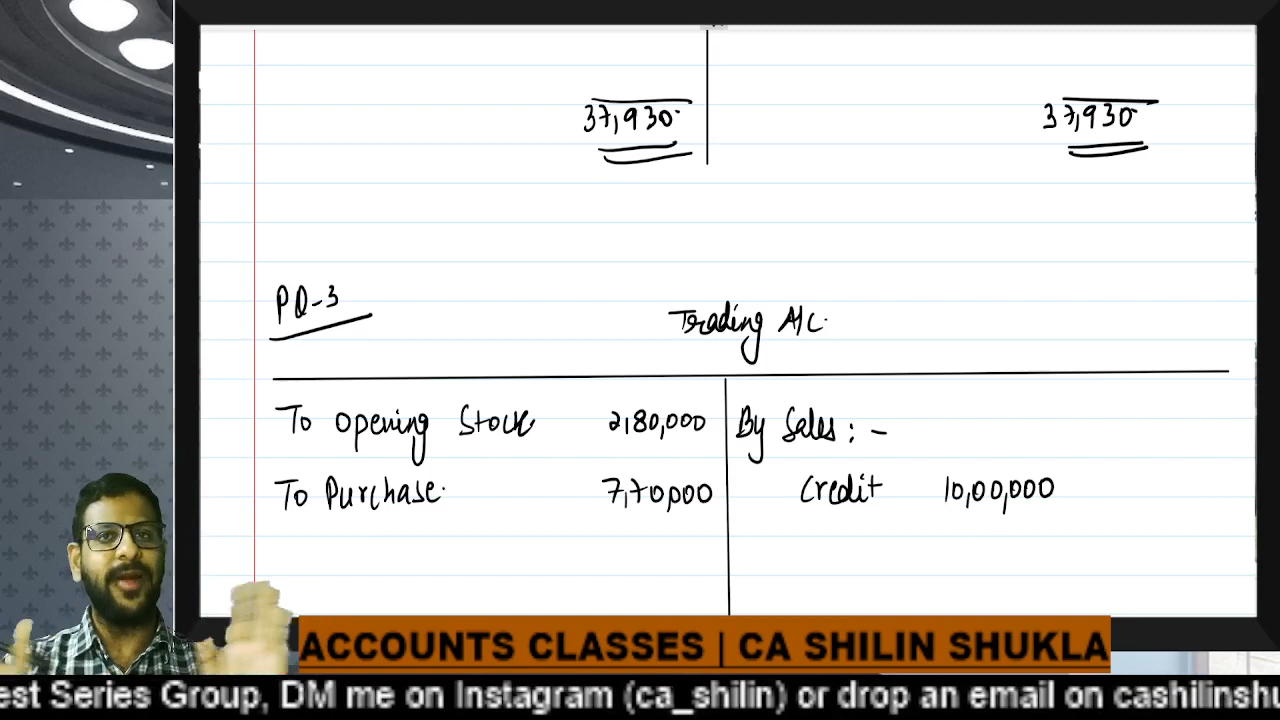 37,930 37,930
PQ-3
Trading A/c.
To Opening Stock 2,80,000 By Sales: -
To Purchase. 7,70,000 Credit 10,00,000
ACCOUNTS CLASSES | CA SHILIN SHUKLA
est Series Group, DM me on Instagram (ca_shilin) or drop an email on cashilinshu